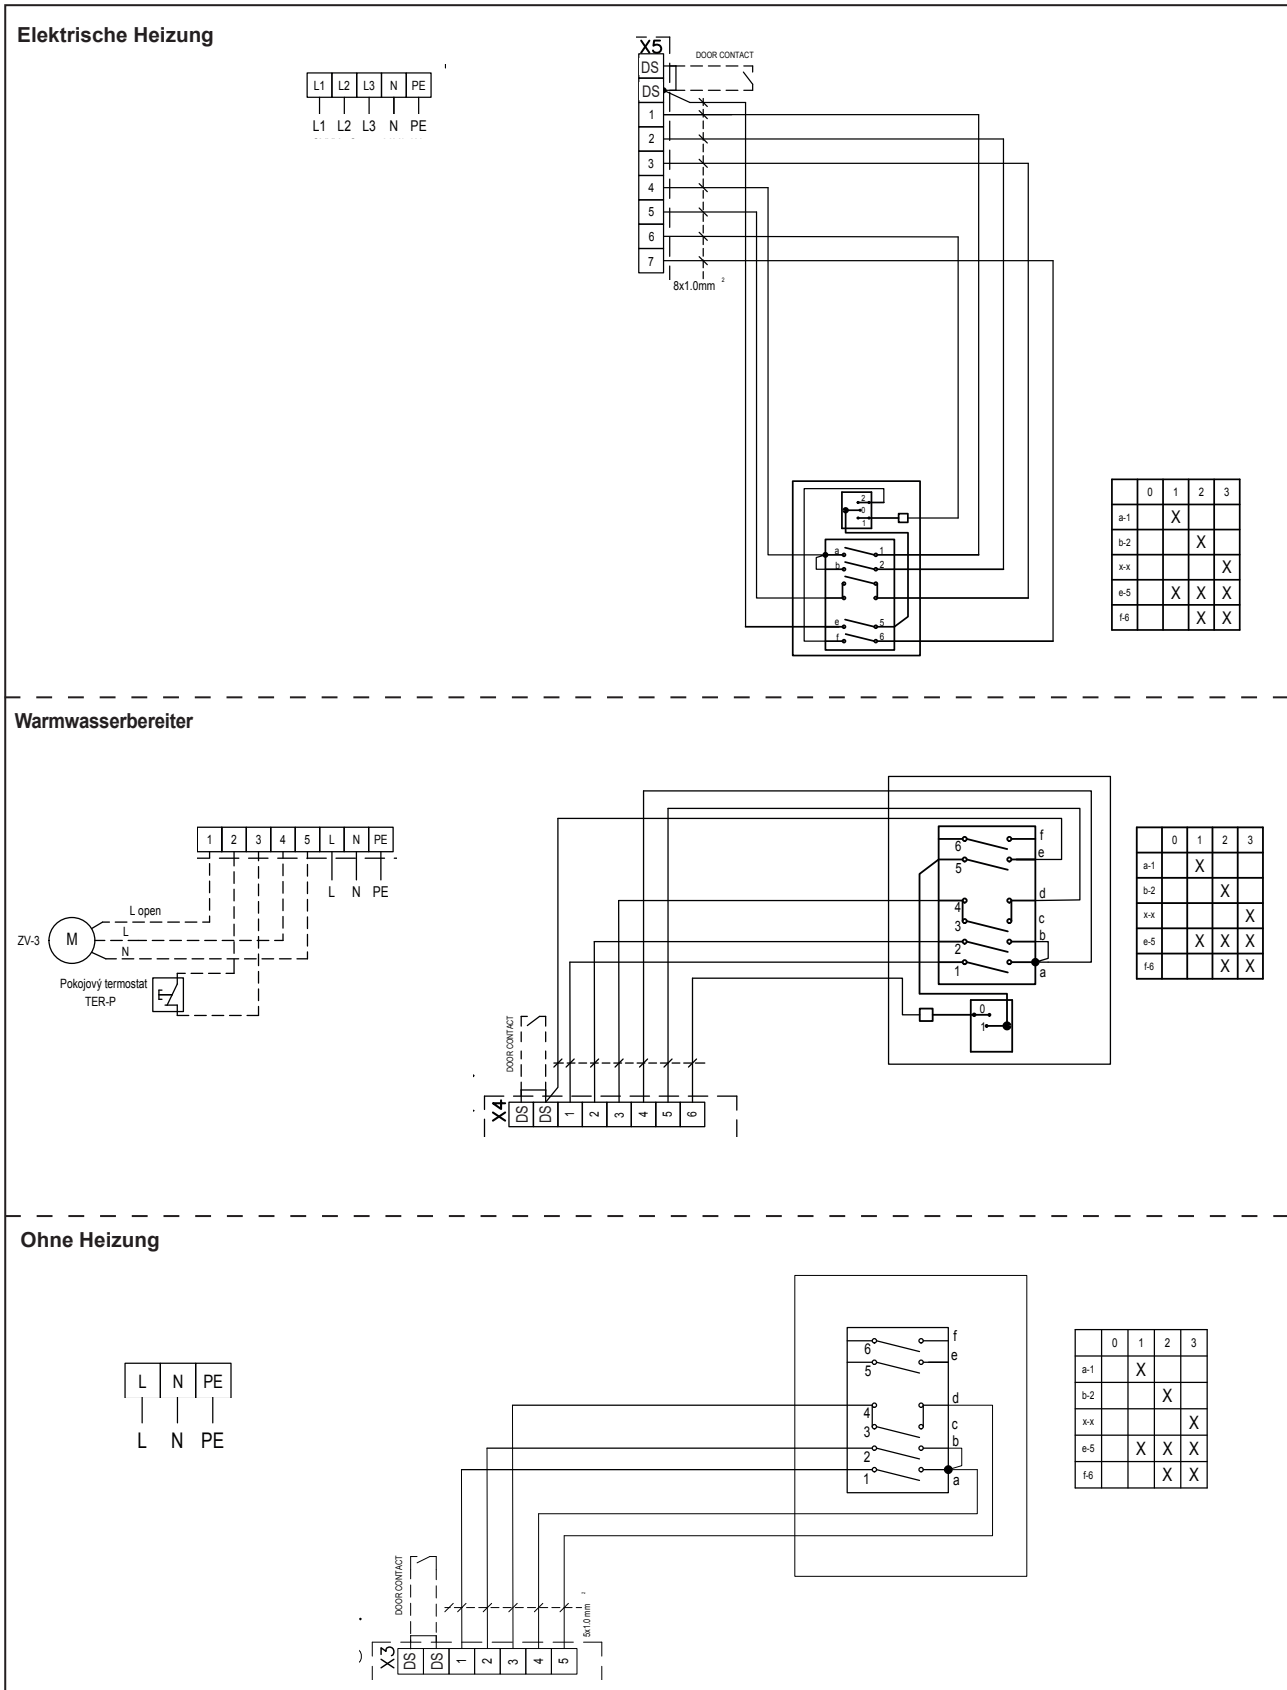 Elektrische Heizung
L1 L2 L3 N PE
L1 L2 L3 N PE
X5
DOOR CONTACT
DS
DS
1
2
3
4
5
6
7
8x1.0mm ²
2
0
1
a 1
b 2
e 5
f 6
0 1 2 3
a-1 X
b-2 X
x-x X
e-5 X X X
f-6 X X
Warmwasserbereiter
1 2 3 4 5 L N PE
L N PE
L open
L
N
ZV-3
M
Pokojový termostat
TER-P
6 f
5 e
4 d
3 c
2 b
1 a
0
1
DOOR CONTACT
X4 DS DS 1 2 3 4 5 6
0 1 2 3
a-1 X
b-2 X
x-x X
e-5 X X X
f-6 X X
Ohne Heizung
L N PE
L N PE
6 f
5 e
4 d
3 c
2 b
1 a
DOOR CONTACT
5x1.0 mm ²
X3 DS DS 1 2 3 4 5
0 1 2 3
a-1 X
b-2 X
x-x X
e-5 X X X
f-6 X X